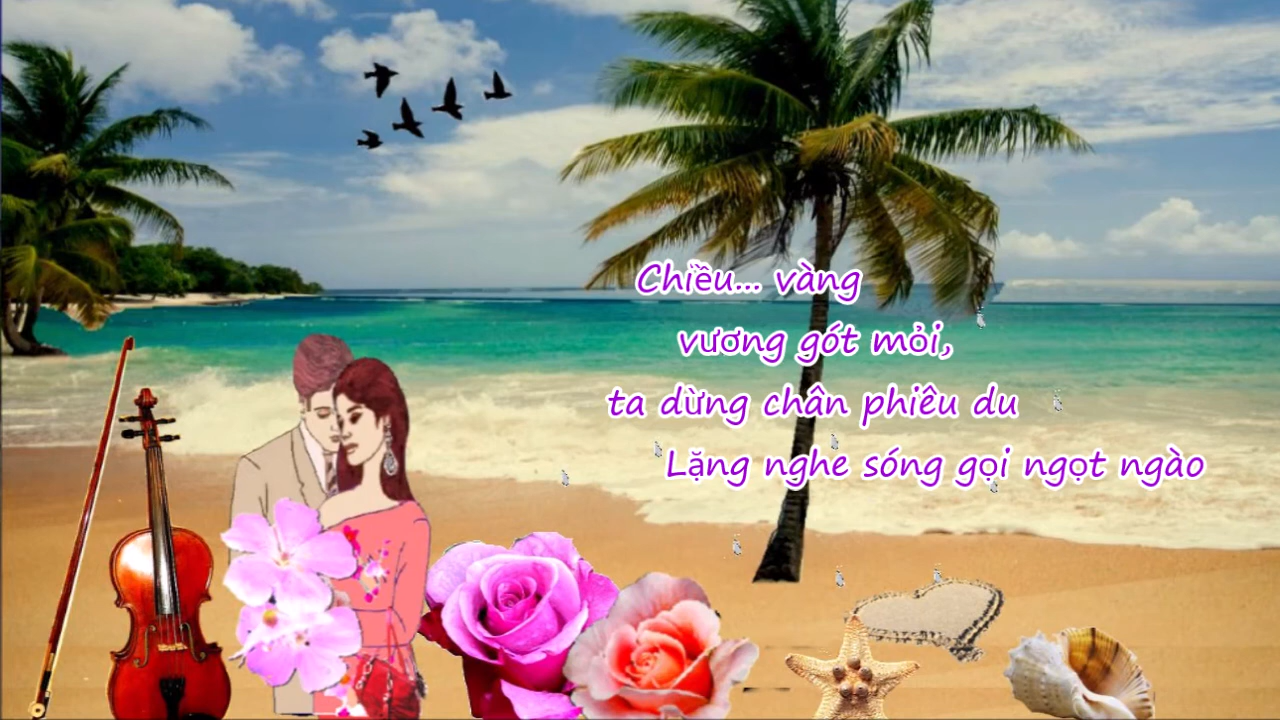 Chiều... vàng
vương gót mỏi,
ta dừng chân phiêu du
Lặng nghe sóng gọi ngọt ngào